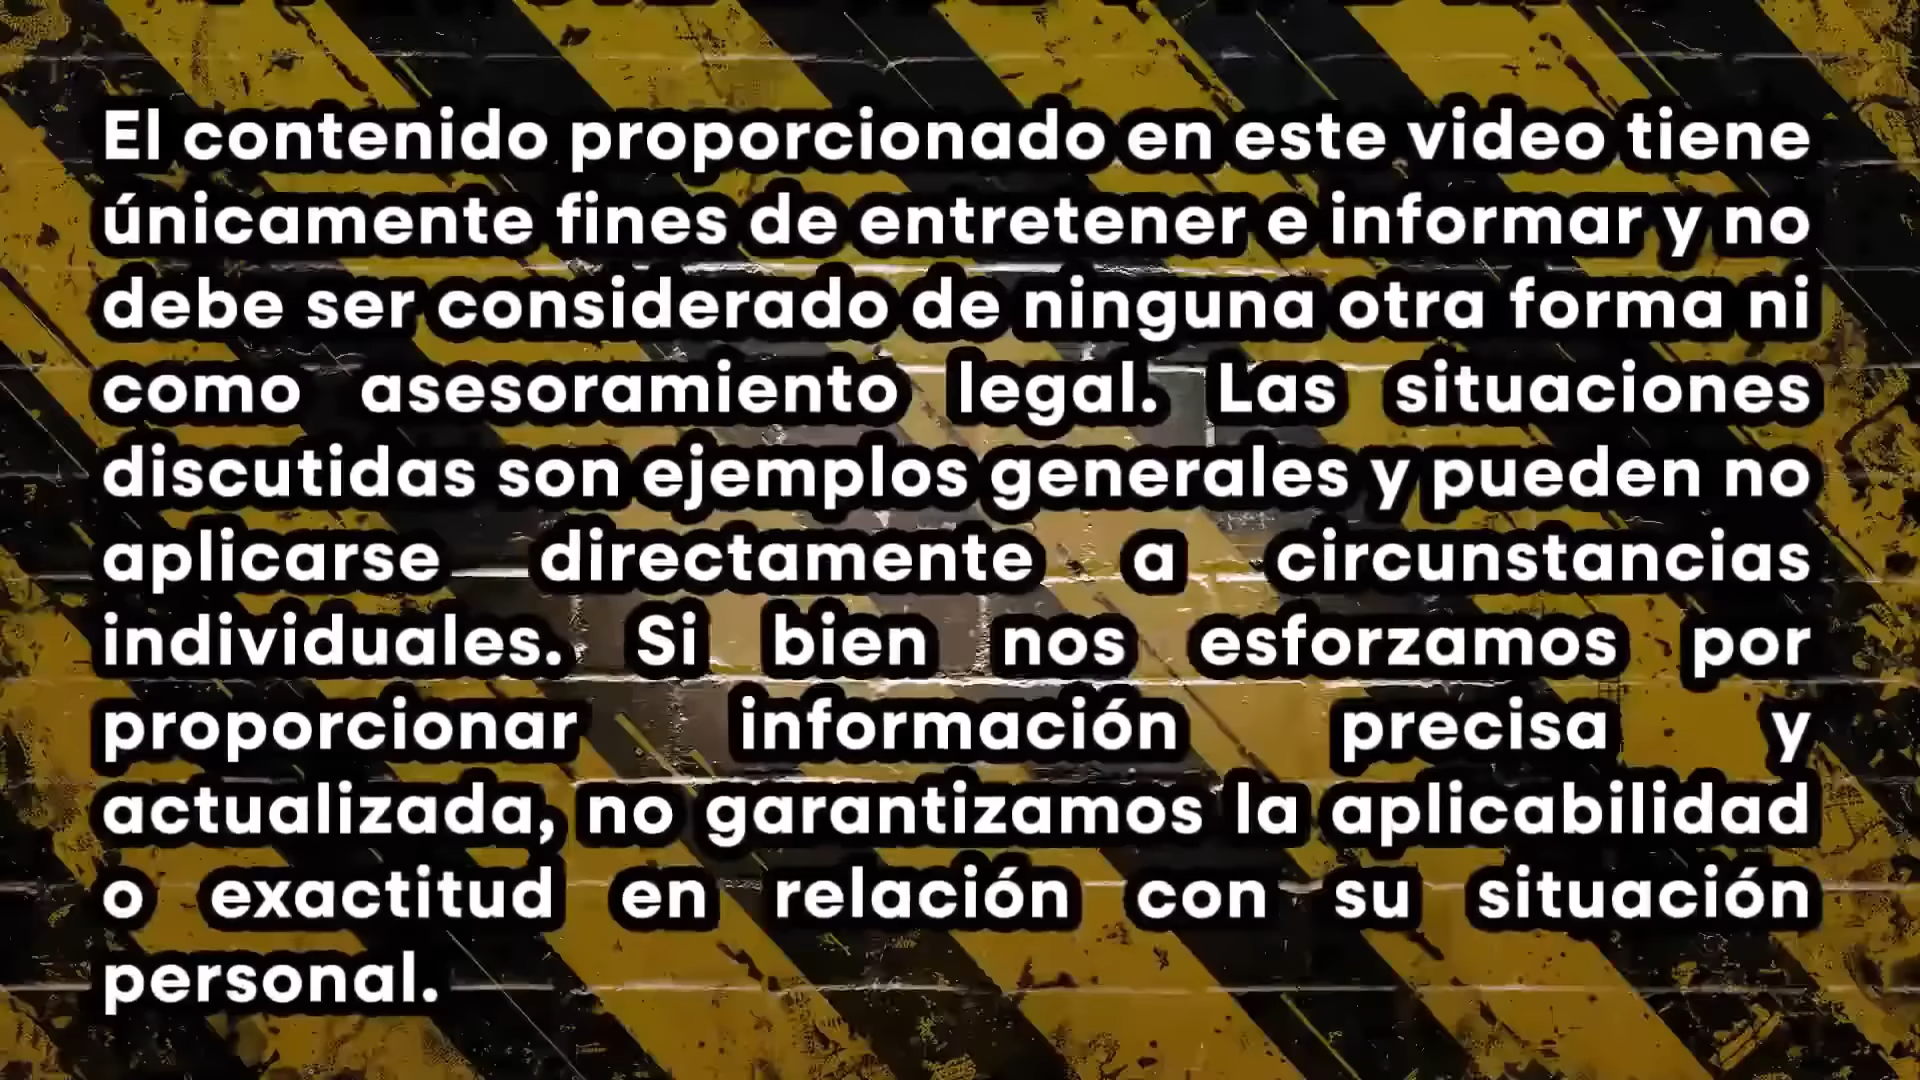 El contenido proporcionado en este video tiene
únicamente fines de entretener e informar y no
debe ser considerado de ninguna otra forma ni
como asesoramiento legal. Las situaciones
discutidas son ejemplos generales y pueden no
aplicarse directamente a circunstancias
individuales. Si bien nos esforzamos por
proporcionar información precisa y
actualizada, no garantizamos la aplicabilidad
o exactitud en relación con su situación
personal.